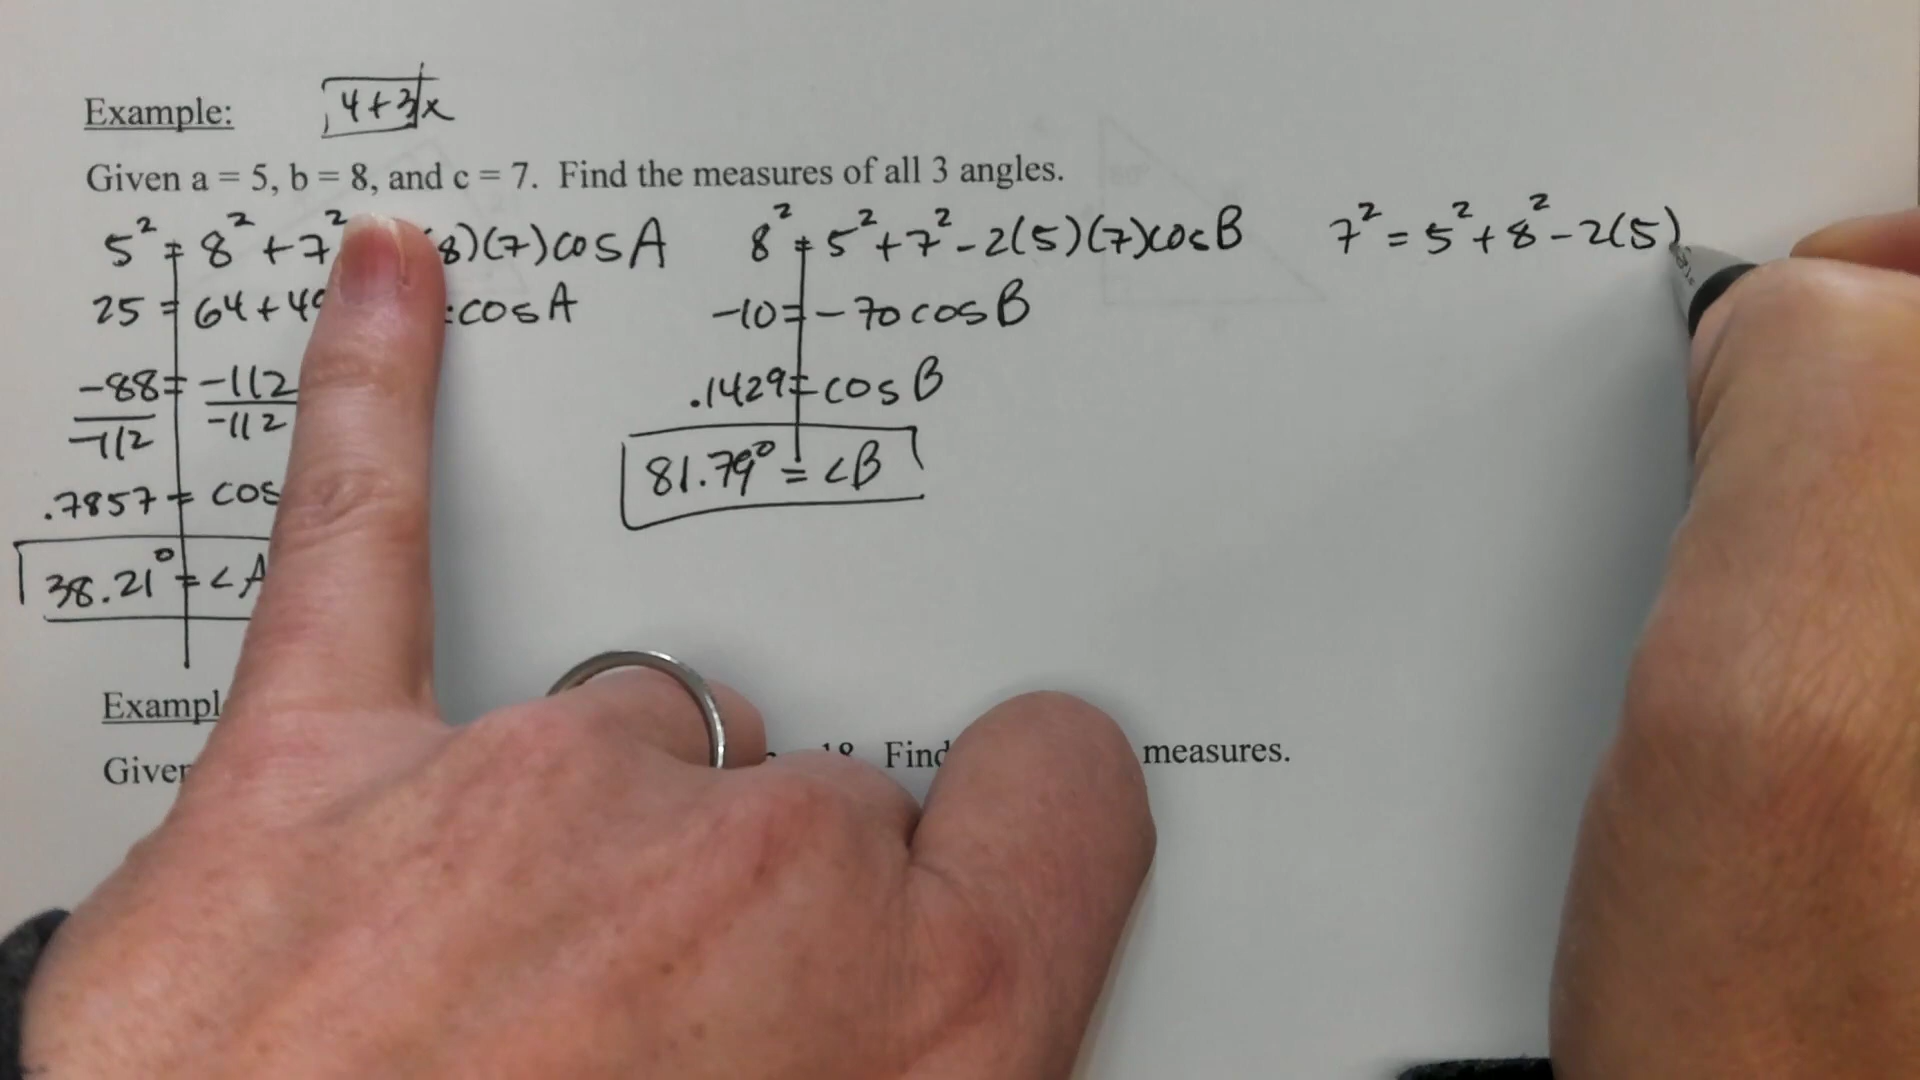 Example: 4+3x
Given a = 5, b = 8, and c = 7. Find the measures of all 3 angles.
5² = 8² + 7² 8)(7)cosA
25 = 64 + 4 cosA
-88 = -112
-112 -112
.7857 = cos
38.21° = <A
8² = 5² + 7² - 2(5)(7)cosB
-10 = -70cosB
.1429 = cosB
81.79° = <B
7² = 5² + 8² - 2(5)
Exampl
Given 18. Find measures.